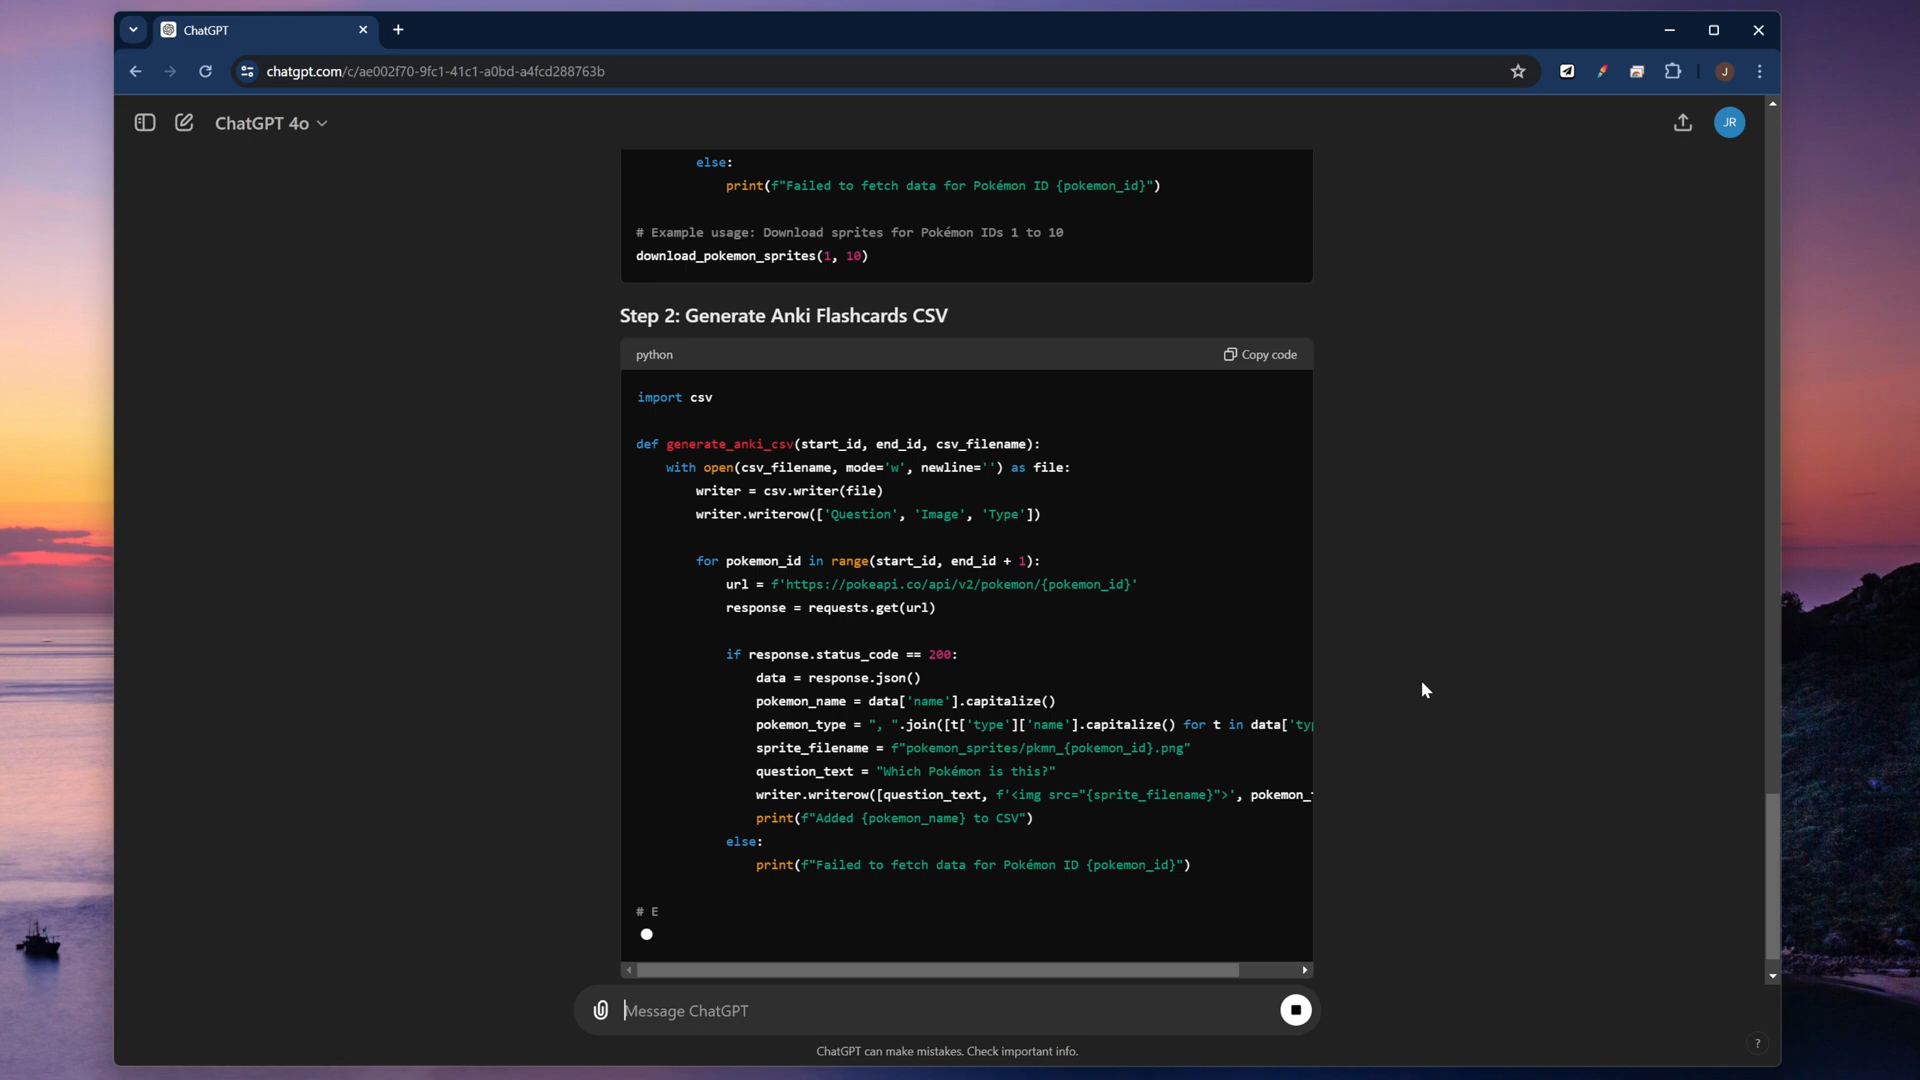 ChatGPT
chatgpt.com/c/ae002f70-9fc1-41c1-a0bd-a4fcd288763b
J
ChatGPT 4o
JR
else:
print(f"Failed to fetch data for Pokémon ID {pokemon_id}")
# Example usage: Download sprites for Pokémon IDs 1 to 10
download_pokemon_sprites(1, 10)
Step 2: Generate Anki Flashcards CSV
python
Copy code
import csv
def generate_anki_csv(start_id, end_id, csv_filename):
with open(csv_filename, mode='w', newline='') as file:
writer = csv.writer(file)
writer.writerow(['Question', 'Image', 'Type'])
for pokemon_id in range(start_id, end_id + 1):
url = f'https://pokeapi.co/api/v2/pokemon/{pokemon_id}'
response = requests.get(url)
if response.status_code == 200:
data = response.json()
pokemon_name = data['name'].capitalize()
pokemon_type = ", ".join([t['type']['name'].capitalize() for t in data['typ
sprite_filename = f"pokemon_sprites/pkmn_{pokemon_id}.png"
question_text = "Which Pokémon is this?"
writer.writerow([question_text, f'<img src="{sprite_filename}">', pokemon_t
print(f"Added {pokemon_name} to CSV")
else:
print(f"Failed to fetch data for Pokémon ID {pokemon_id}")
# E
Message ChatGPT
ChatGPT can make mistakes. Check important info.
?